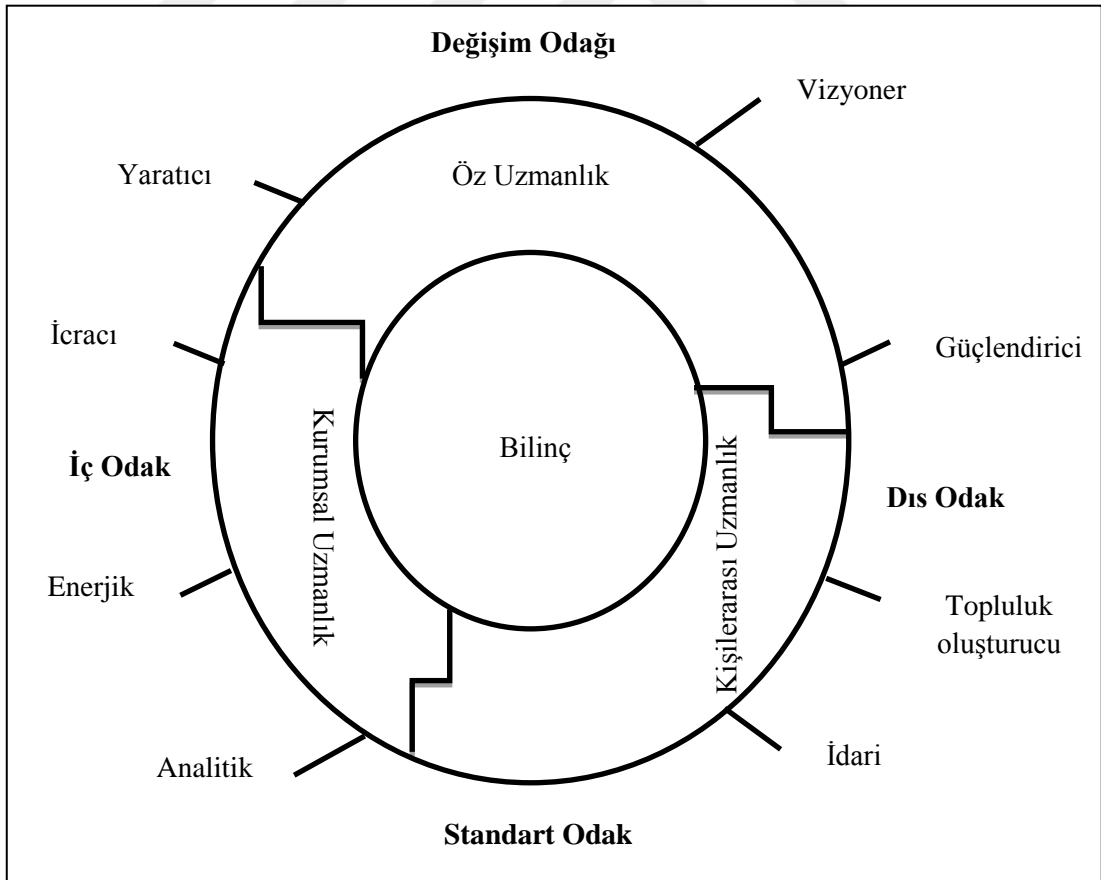 Değişim Odağı
Vizyoner
Yaratıcı
Öz Uzmanlık
İcracı
Güçlendirici
Kurumsal Uzmanlık
Bilinç
Kişilerarası Uzmanlık
İç Odak
Dıs Odak
Enerjik
Topluluk
oluşturucu
Analitik
İdari
Standart Odak